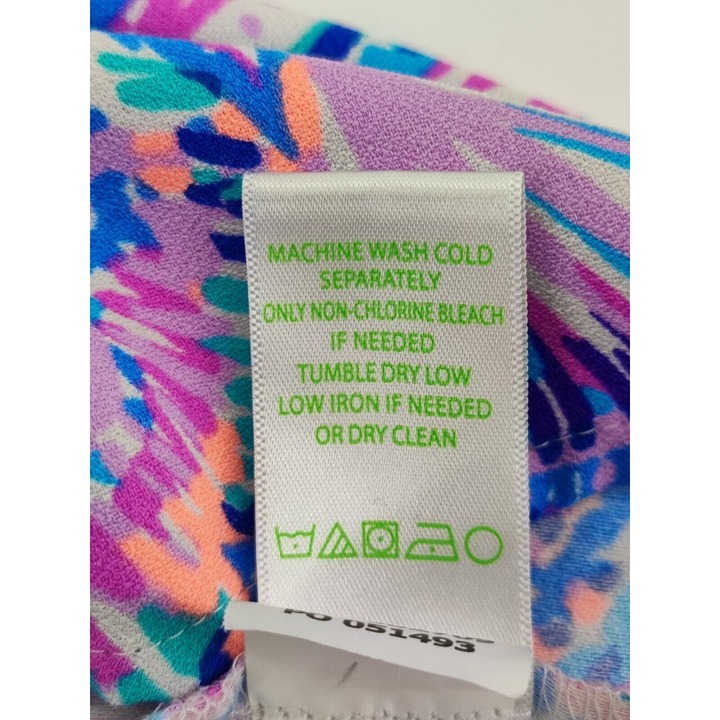 MACHINE WASH COLD
SEPARATELY
ONLY NON-CHLORINE BLEACH
IF NEEDED
TUMBLE DRY LOW
LOW IRON IF NEEDED
OR DRY CLEAN
PO 051493